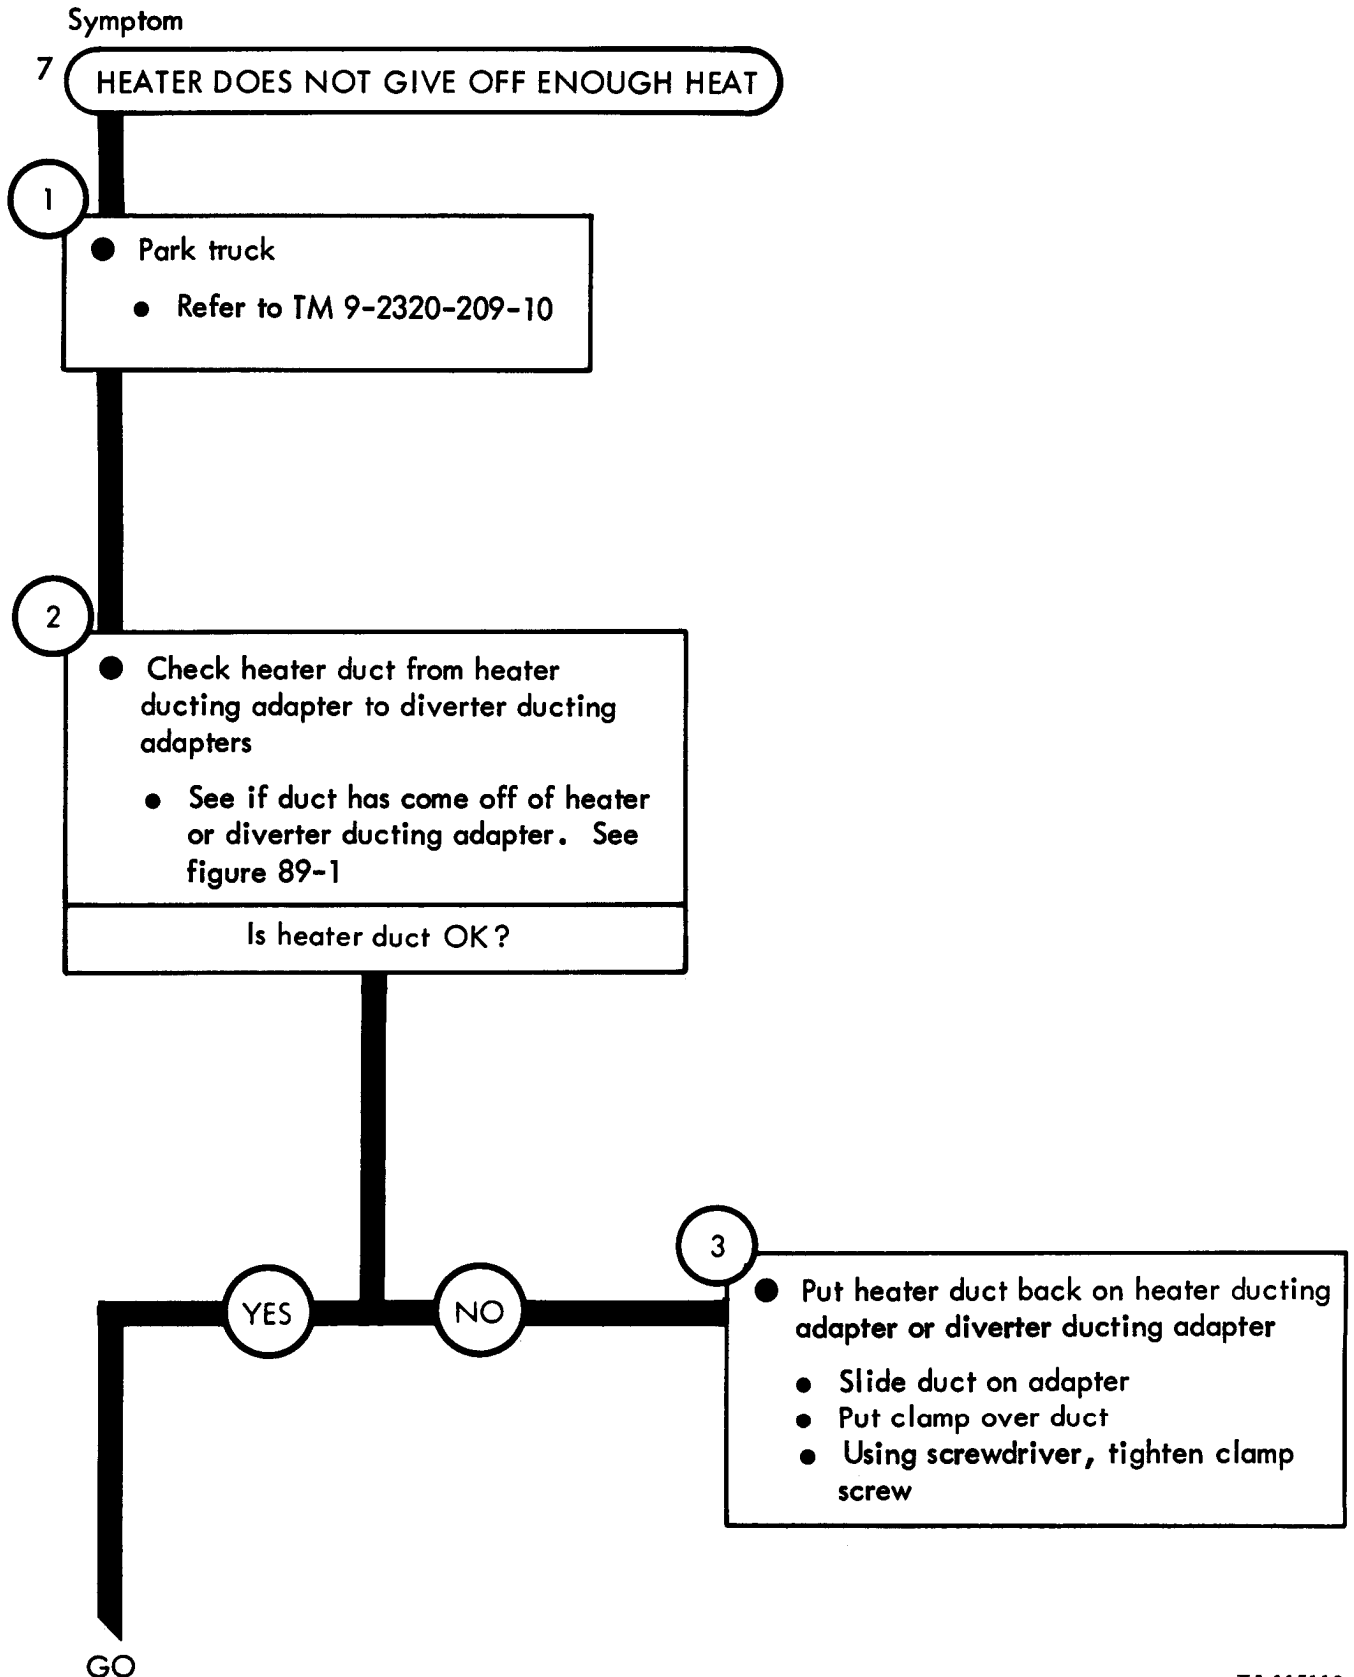 Symptom
7 HEATER DOES NOT GIVE OFF ENOUGH HEAT
1
● Park truck
● Refer to TM 9-2320-209-10
2
● Check heater duct from heater
ducting adapter to diverter ducting
adapters
● See if duct has come off of heater
or diverter ducting adapter. See
figure 89-1
Is heater duct OK?
YES
NO
3
● Put heater duct back on heater ducting
adapter or diverter ducting adapter
● Slide duct on adapter
● Put clamp over duct
● Using screwdriver, tighten clamp
screw
GO